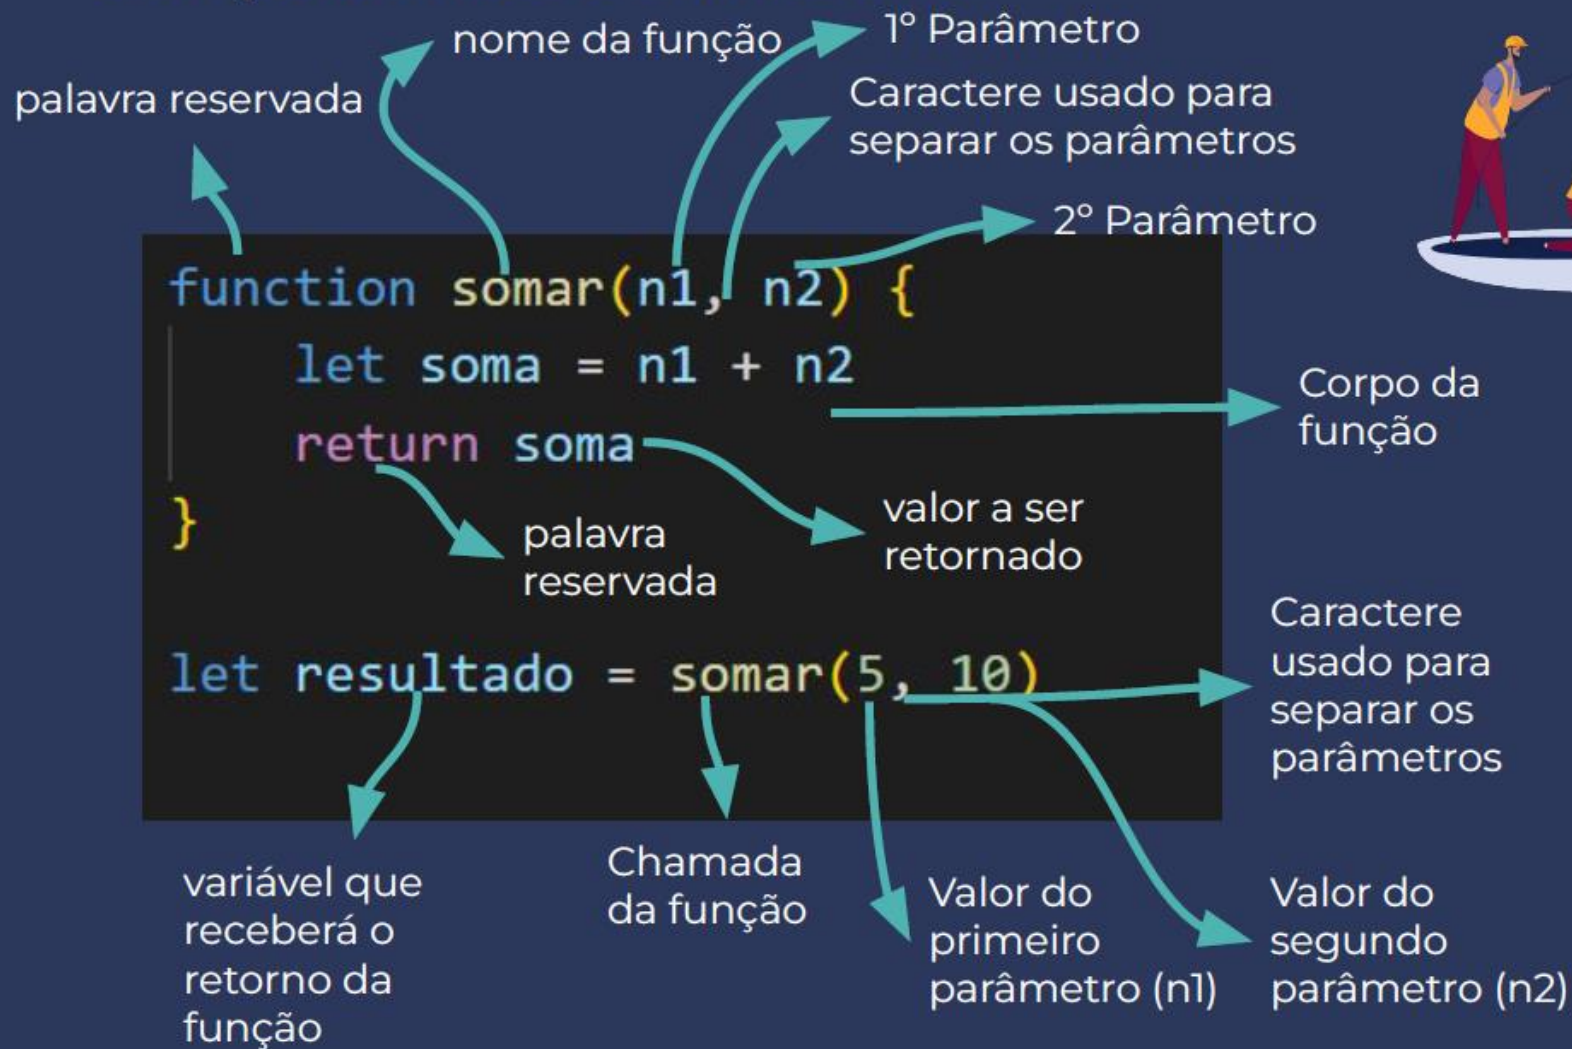 nome da função
1º Parâmetro
palavra reservada
Caractere usado para
separar os parâmetros
2º Parâmetro
function somar(n1, n2) {
let soma = n1 + n2
return soma
}
Corpo da
função
palavra
reservada
valor a ser
retornado
let resultado = somar(5, 10)
Caractere
usado para
separar os
parâmetros
variável que
receberá o
retorno da
função
Chamada
da função
Valor do
primeiro
parâmetro (n1)
Valor do
segundo
parâmetro (n2)